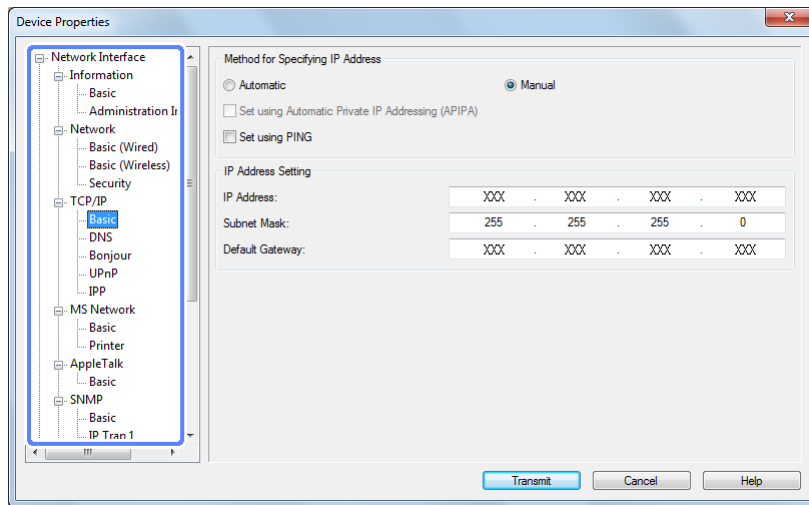 Device Properties
Network Interface
Information
Basic
Administration Ir
Network
Basic (Wired)
Basic (Wireless)
Security
TCP/IP
Basic
DNS
Bonjour
UPnP
IPP
MS Network
Basic
Printer
AppleTalk
Basic
SNMP
Basic
IP Trap 1
Method for Specifying IP Address
Automatic Manual
Set using Automatic Private IP Addressing (APIPA)
Set using PING
IP Address Setting
IP Address: XXX . XXX . XXX . XXX
Subnet Mask: 255 . 255 . 255 . 0
Default Gateway: XXX . XXX . XXX . XXX
Transmit Cancel Help